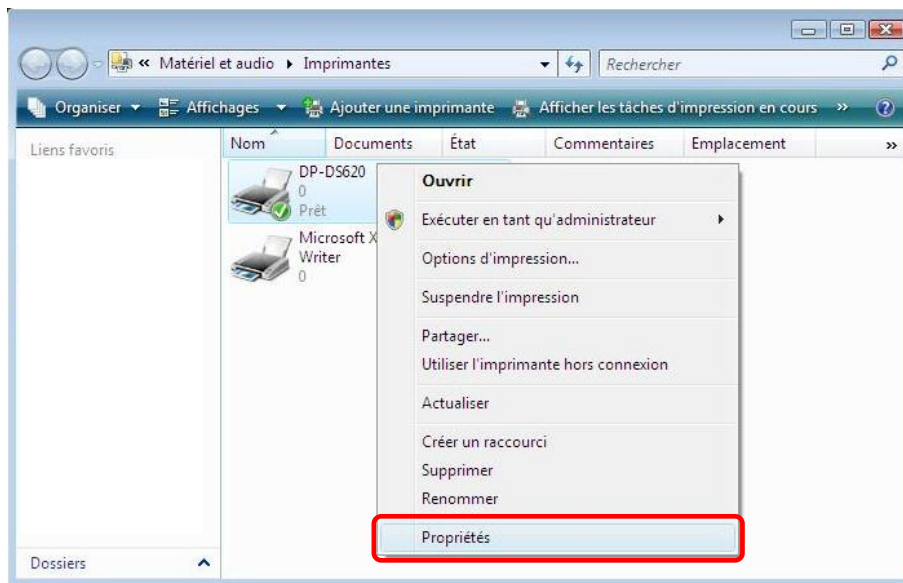 « Matériel et audio Imprimantes
Rechercher
Organiser Affichages Ajouter une imprimante Afficher les tâches d'impression en cours »
Liens favoris
Nom Documents État Commentaires Emplacement »
DP-DS620
0
Prêt
Microsoft X
Writer
0
Ouvrir
Exécuter en tant qu'administrateur
Options d'impression...
Suspendre l'impression
Partager...
Utiliser l'imprimante hors connexion
Actualiser
Créer un raccourci
Supprimer
Renommer
Propriétés
Dossiers